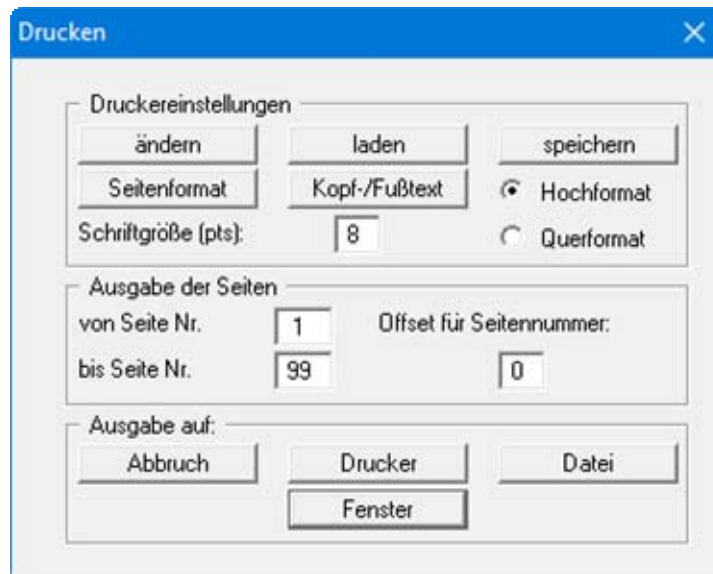 Drucken
Druckereinstellungen
ändern laden speichern
Seitenformat Kopf-/Fußtext Hochformat
Schriftgröße (pts): 8 Querformat
Ausgabe der Seiten
von Seite Nr. 1 Offset für Seitennummer:
bis Seite Nr. 99 0
Ausgabe auf:
Abbruch Drucker Datei
Fenster